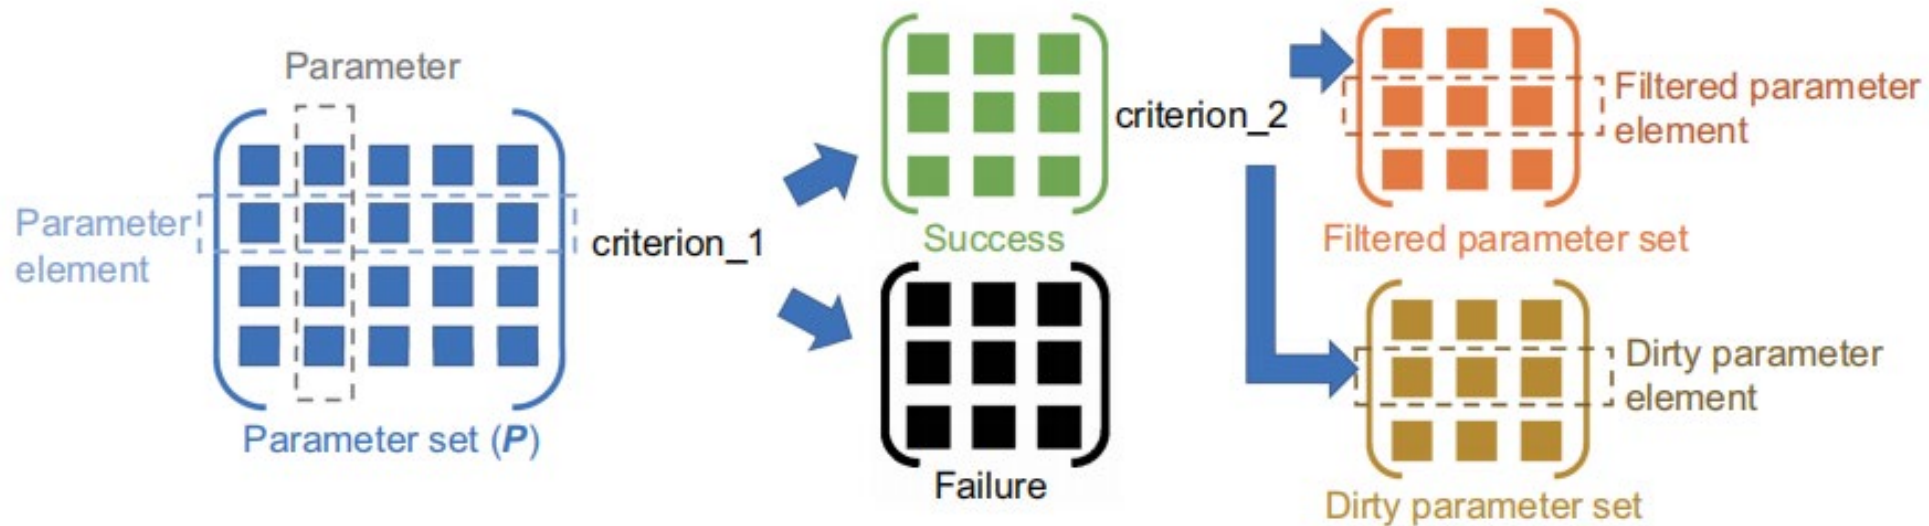 Parameter
Parameter
element
Parameter set (P)
criterion_1
Success
Failure
criterion_2
Filtered parameter
element
Filtered parameter set
Dirty parameter
element
Dirty parameter set